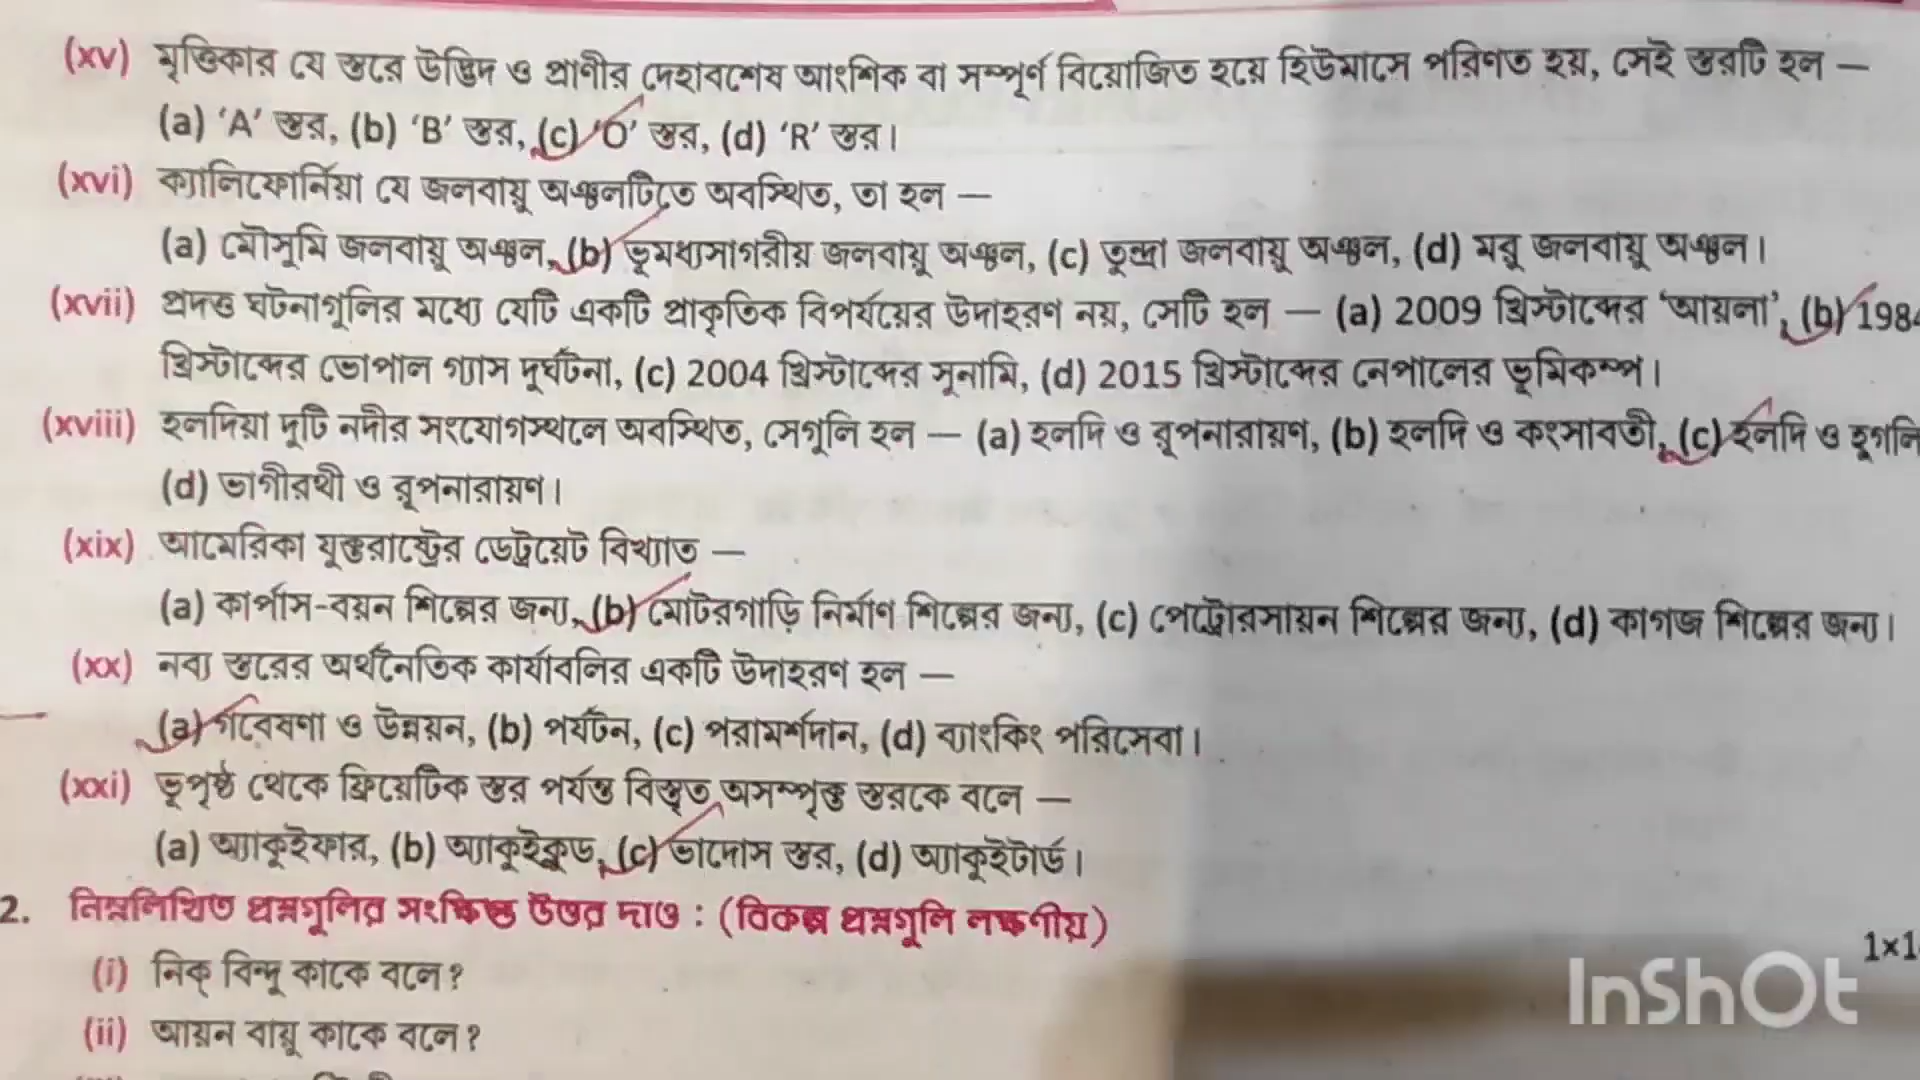 (xv) মৃত্তিকার যে স্তরে উদ্ভিদ ও প্রাণীর দেহাবশেষ আংশিক বা সম্পূর্ণ বিয়োজিত হয়ে হিউমাসে পরিণত হয়, সেই স্তরটি হল —
(a) ‘A’ স্তর, (b) ‘B’ স্তর, (c) ‘O’ স্তর, (d) ‘R’ স্তর।
(xvi) ক্যালিফোর্নিয়া যে জলবায়ু অঞ্চলটিতে অবস্থিত, তা হল —
(a) মৌসুমি জলবায়ু অঞ্চল, (b) ভূমধ্যসাগরীয় জলবায়ু অঞ্চল, (c) তুন্দ্রা জলবায়ু অঞ্চল, (d) মরু জলবায়ু অঞ্চল।
(xvii) প্রদত্ত ঘটনাগুলির মধ্যে যেটি একটি প্রাকৃতিক বিপর্যয়ের উদাহরণ নয়, সেটি হল — (a) 2009 খ্রিস্টাব্দের ‘আয়লা’, (b) 1984
খ্রিস্টাব্দের ভোপাল গ্যাস দুর্ঘটনা, (c) 2004 খ্রিস্টাব্দের সুনামি, (d) 2015 খ্রিস্টাব্দের নেপালের ভূমিকম্প।
(xviii) হলদিয়া দুটি নদীর সংযোগস্থলে অবস্থিত, সেগুলি হল — (a) হলদি ও রূপনারায়ণ, (b) হলদি ও কংসাবতী, (c) হলদি ও হুগলি
(d) ভাগীরথী ও রূপনারায়ণ।
(xix) আমেরিকা যুক্তরাষ্ট্রের ডেট্রয়েট বিখ্যাত —
(a) কার্পাস-বয়ন শিল্পের জন্য, (b) মোটরগাড়ি নির্মাণ শিল্পের জন্য, (c) পেট্রোরসায়ন শিল্পের জন্য, (d) কাগজ শিল্পের জন্য।
(xx) নব্য স্তরের অর্থনৈতিক কার্যাবলির একটি উদাহরণ হল —
(a) গবেষণা ও উন্নয়ন, (b) পর্যটন, (c) পরামর্শদান, (d) ব্যাংকিং পরিসেবা।
(xxi) ভূপৃষ্ঠ থেকে ফ্রিয়েটিক স্তর পর্যন্ত বিস্তৃত অসম্পৃক্ত স্তরকে বলে —
(a) অ্যাকুইফার, (b) অ্যাকুইক্লুড, (c) ভাদোস স্তর, (d) অ্যাকুইটার্ড।
2. নিম্নলিখিত প্রশ্নগুলির সংক্ষিপ্ত উত্তর দাও : (বিকল্প প্রশ্নগুলি লক্ষণীয়)
1×1
(i) নিক্ বিন্দু কাকে বলে?
(ii) আয়ন বায়ু কাকে বলে?
InShOt